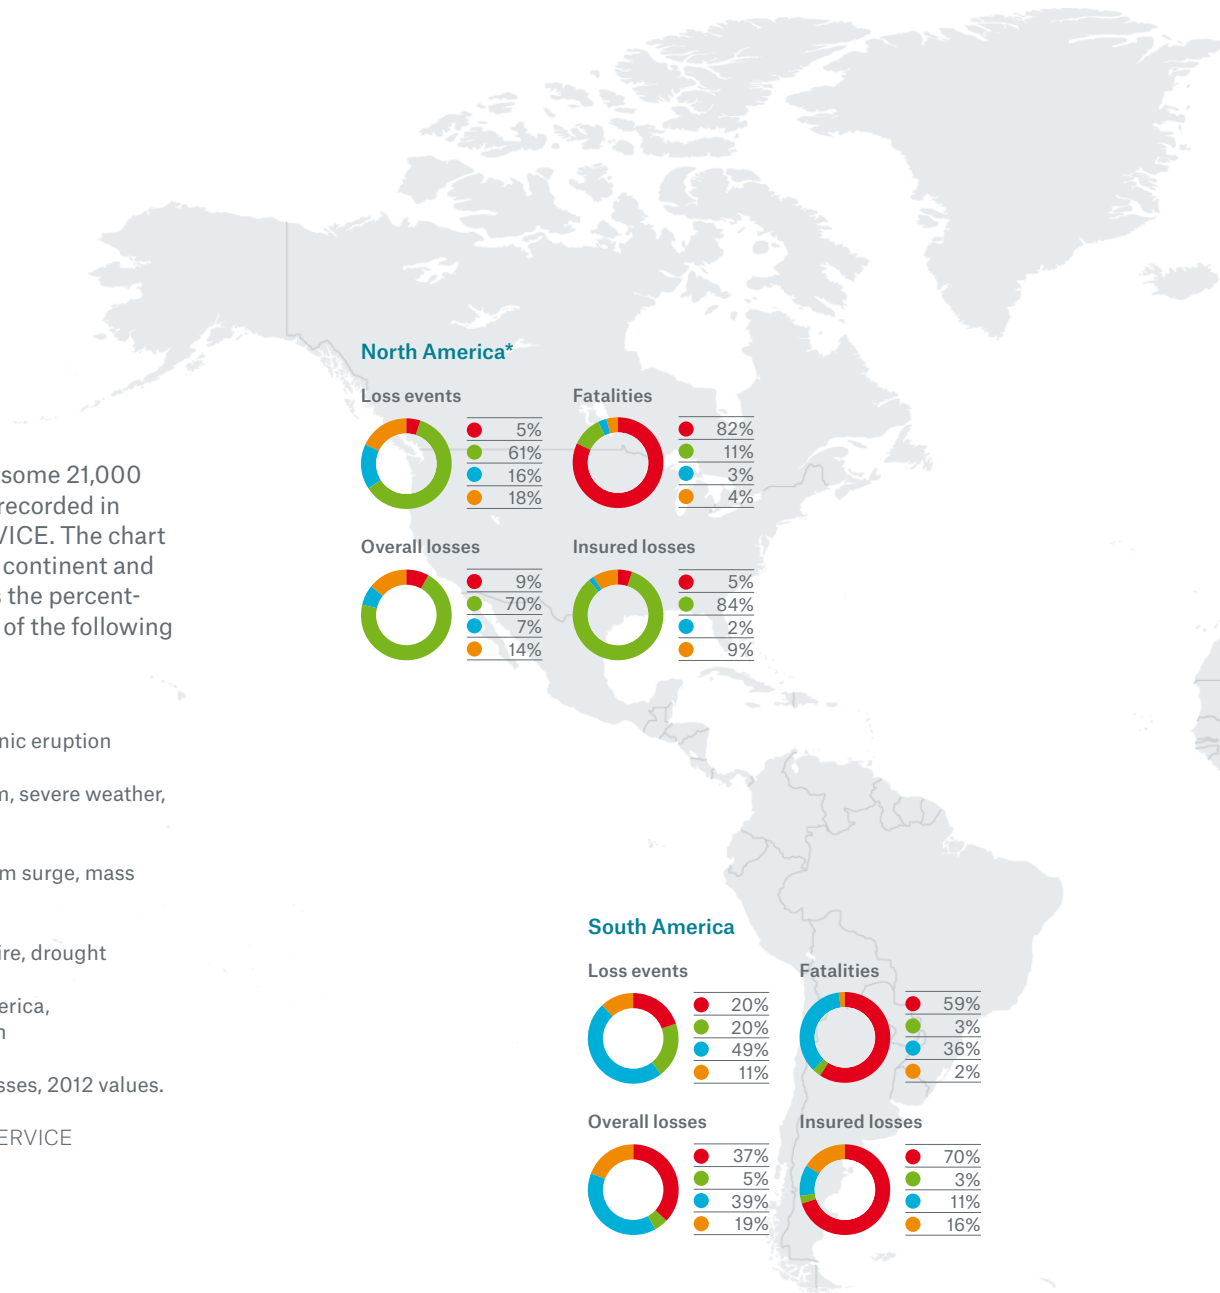 North America*
Loss events
5%
61%
16%
18%
Fatalities
82%
11%
3%
4%
Overall losses
9%
70%
7%
14%
Insured losses
5%
84%
2%
9%
some 21,000
recorded in
VICE. The chart
continent and
s the percent-
of the following
nic eruption
m, severe weather,
m surge, mass
ire, drought
erica,
n
sses, 2012 values.
ERVICE
South America
Loss events
20%
20%
49%
11%
Fatalities
59%
3%
36%
2%
Overall losses
37%
5%
39%
19%
Insured losses
70%
3%
11%
16%